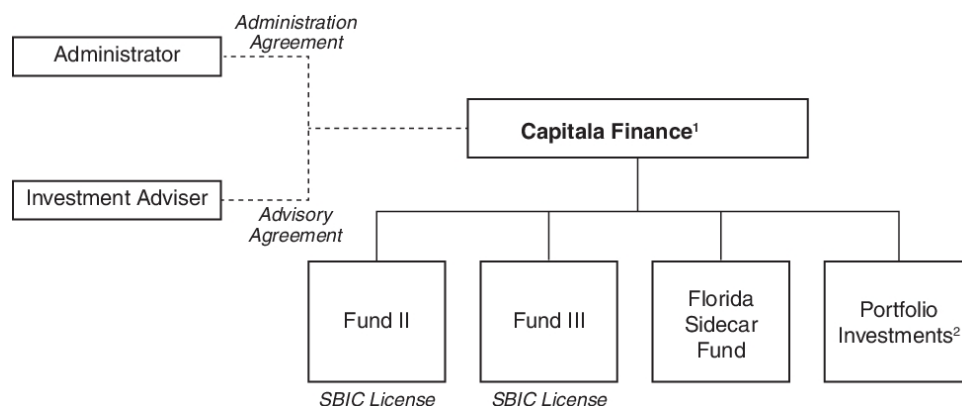 Administration
Agreement
Administrator
Capitala Finance¹
Investment Adviser
Advisory
Agreement
Fund II
Fund III
Florida
Sidecar
Fund
Portfolio
Investments²
SBIC License
SBIC License